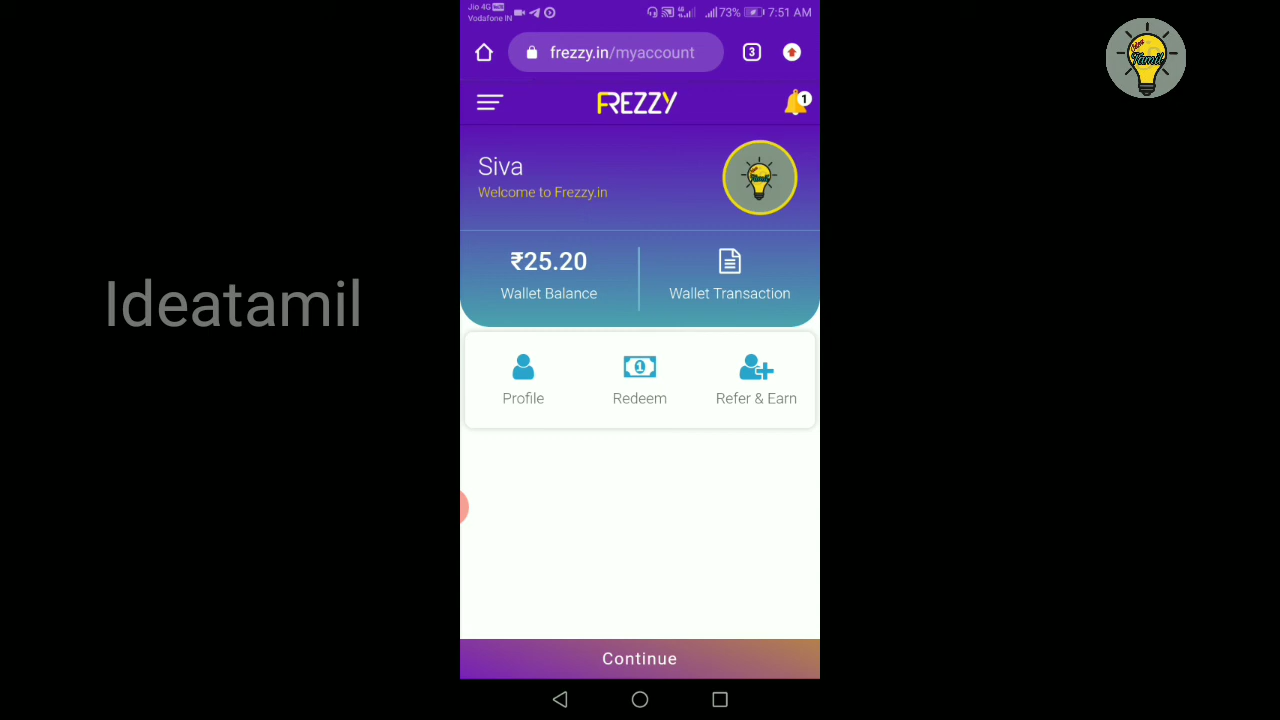 Jio 4G
Vodafone IN
73%
7:51 AM
frezzy.in/myaccount
3
FREZZY
1
Siva
Welcome to Frezzy.in
₹25.20
Wallet Balance
Wallet Transaction
Profile
Redeem
Refer & Earn
Continue
Ideatamil
Tamil